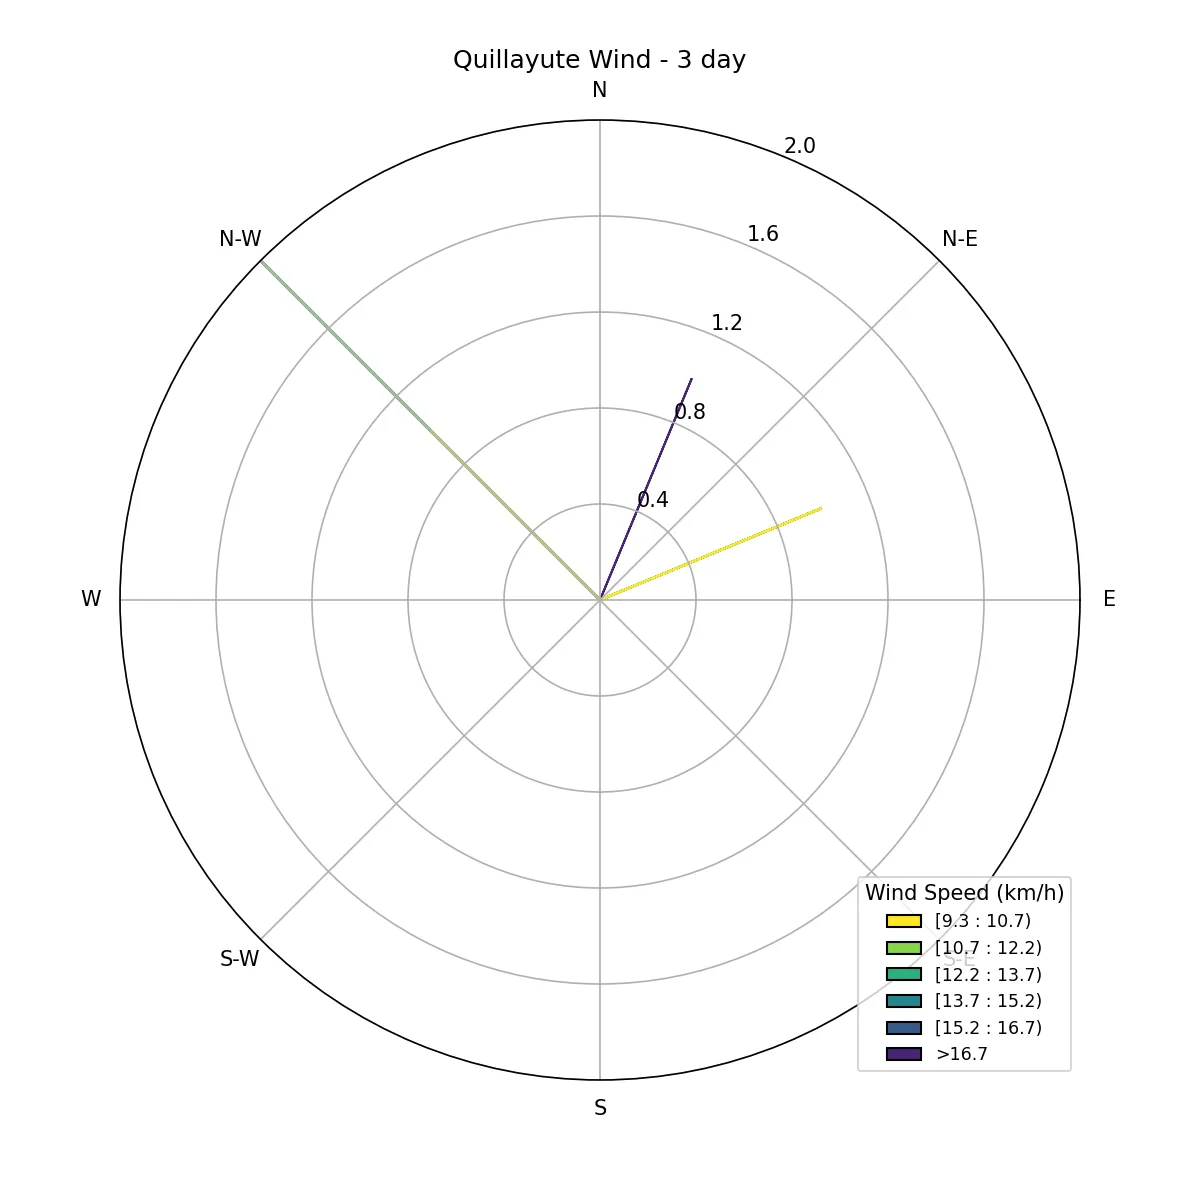 Quillayute Wind - 3 day
N
2.0
N-W
1.6
N-E
1.2
0.8
0.4
W
E
Wind Speed (km/h)
[9.3 : 10.7)
[10.7 : 12.2)
S-W
S-E
[12.2 : 13.7)
[13.7 : 15.2)
[15.2 : 16.7)
>16.7
S